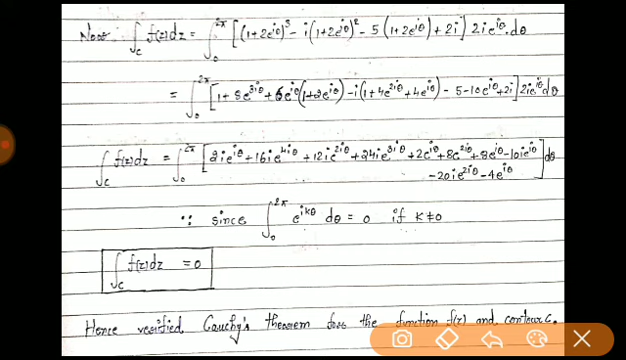 Now ∫_C f(z)dz = ∫_0^{2π} [(1+2e^{iθ})^3 - i(1+2e^{iθ})^2 - 5(1+2e^{iθ}) + 2i] 2ie^{iθ}.dθ
= ∫_0^{2π} [1+8e^{3iθ}+6e^{iθ}(1+2e^{iθ}) - i(1+4e^{2iθ}+4e^{iθ}) - 5-10e^{iθ}+2i] 2ie^{iθ}dθ
∫_C f(z)dz = ∫_0^{2π} [2ie^{iθ}+16ie^{4iθ}+12ie^{2iθ}+24ie^{3iθ}+2e^{iθ}+8e^{2iθ}+8e^{iθ}-10ie^{iθ}
-20ie^{2iθ}-4e^{iθ}]dθ
∵ since ∫_0^{2π} e^{ikθ} dθ = 0 if k≠0
∫_C f(z)dz = 0
Hence verified Cauchy's theorem for the function f(z) and contour C.